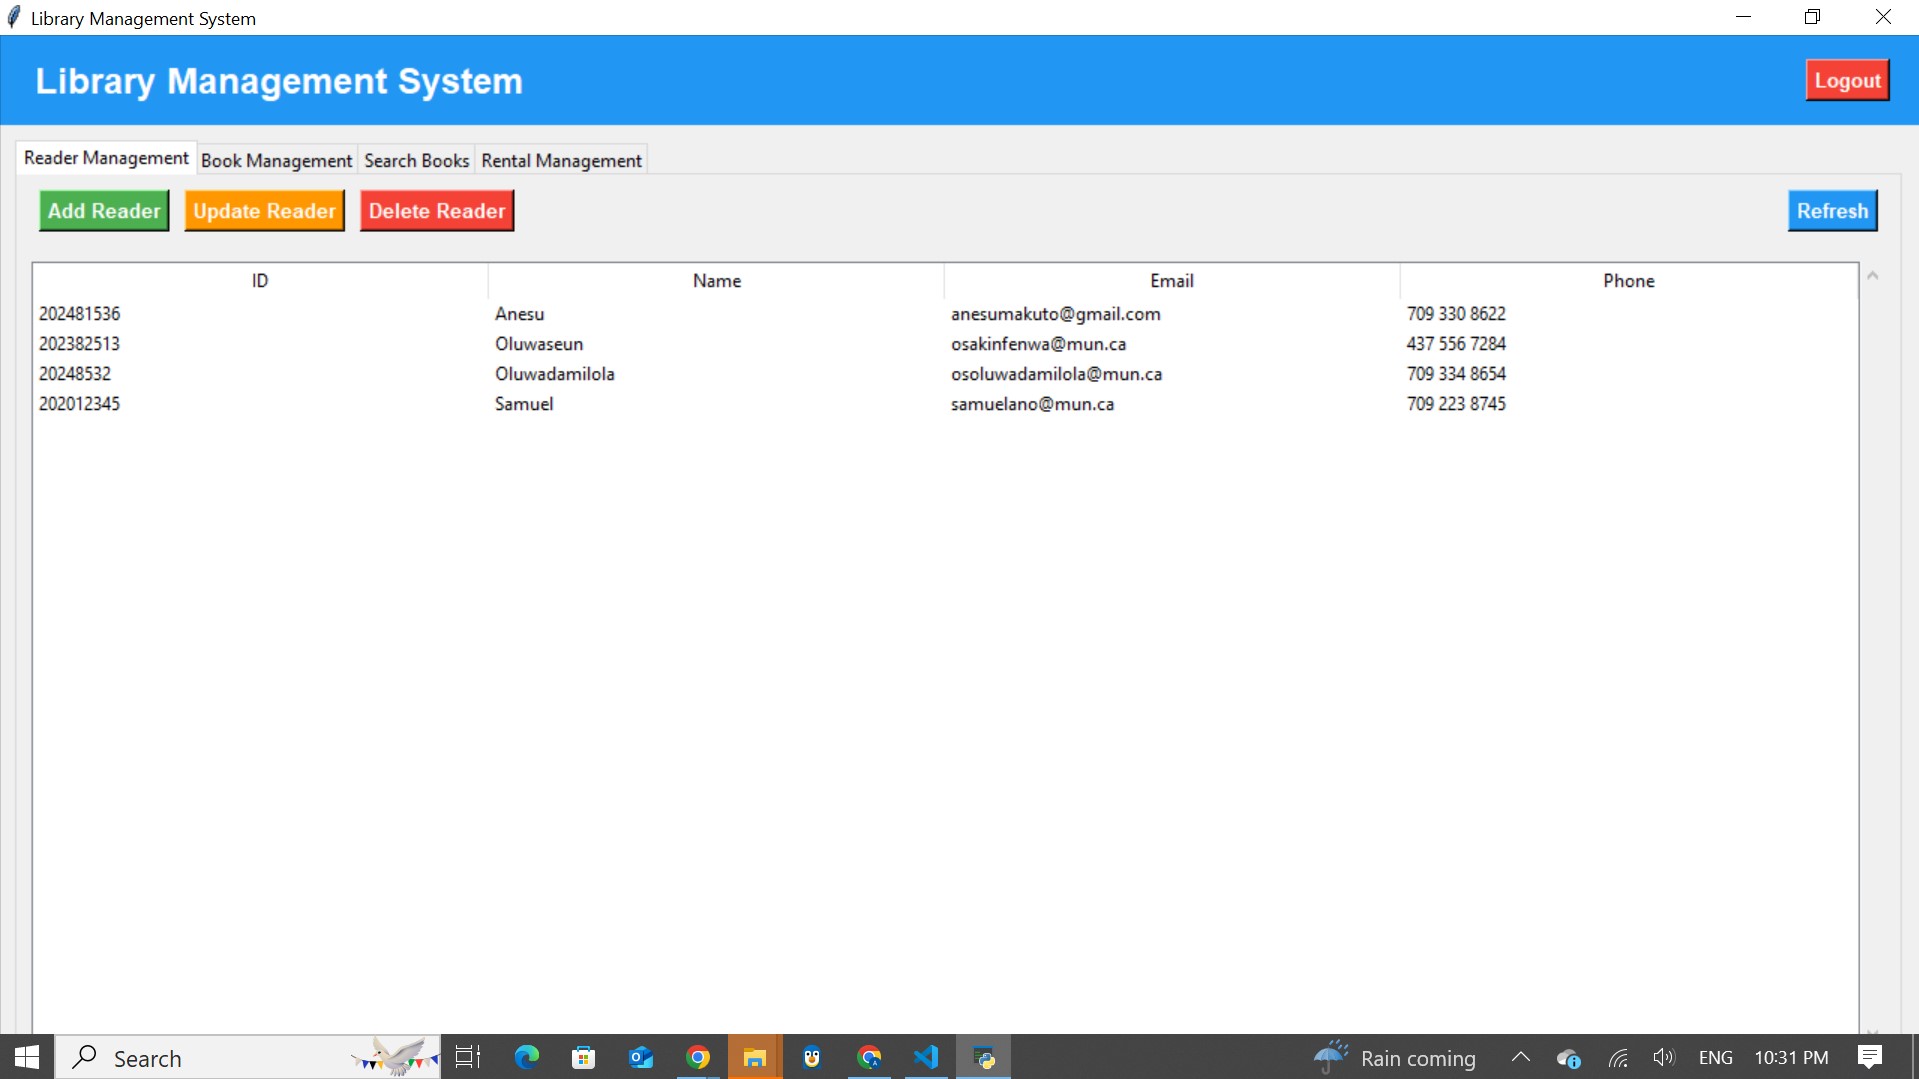 Library Management System
Library Management System
Logout
Reader Management Book Management Search Books Rental Management
Add Reader Update Reader Delete Reader Refresh
ID Name Email Phone
202481536 Anesu anesumakuto@gmail.com 709 330 8622
202382513 Oluwaseun osakinfenwa@mun.ca 437 556 7284
20248532 Oluwadamilola osoluwadamilola@mun.ca 709 334 8654
202012345 Samuel samuelano@mun.ca 709 223 8745
Search Rain coming ENG 10:31 PM